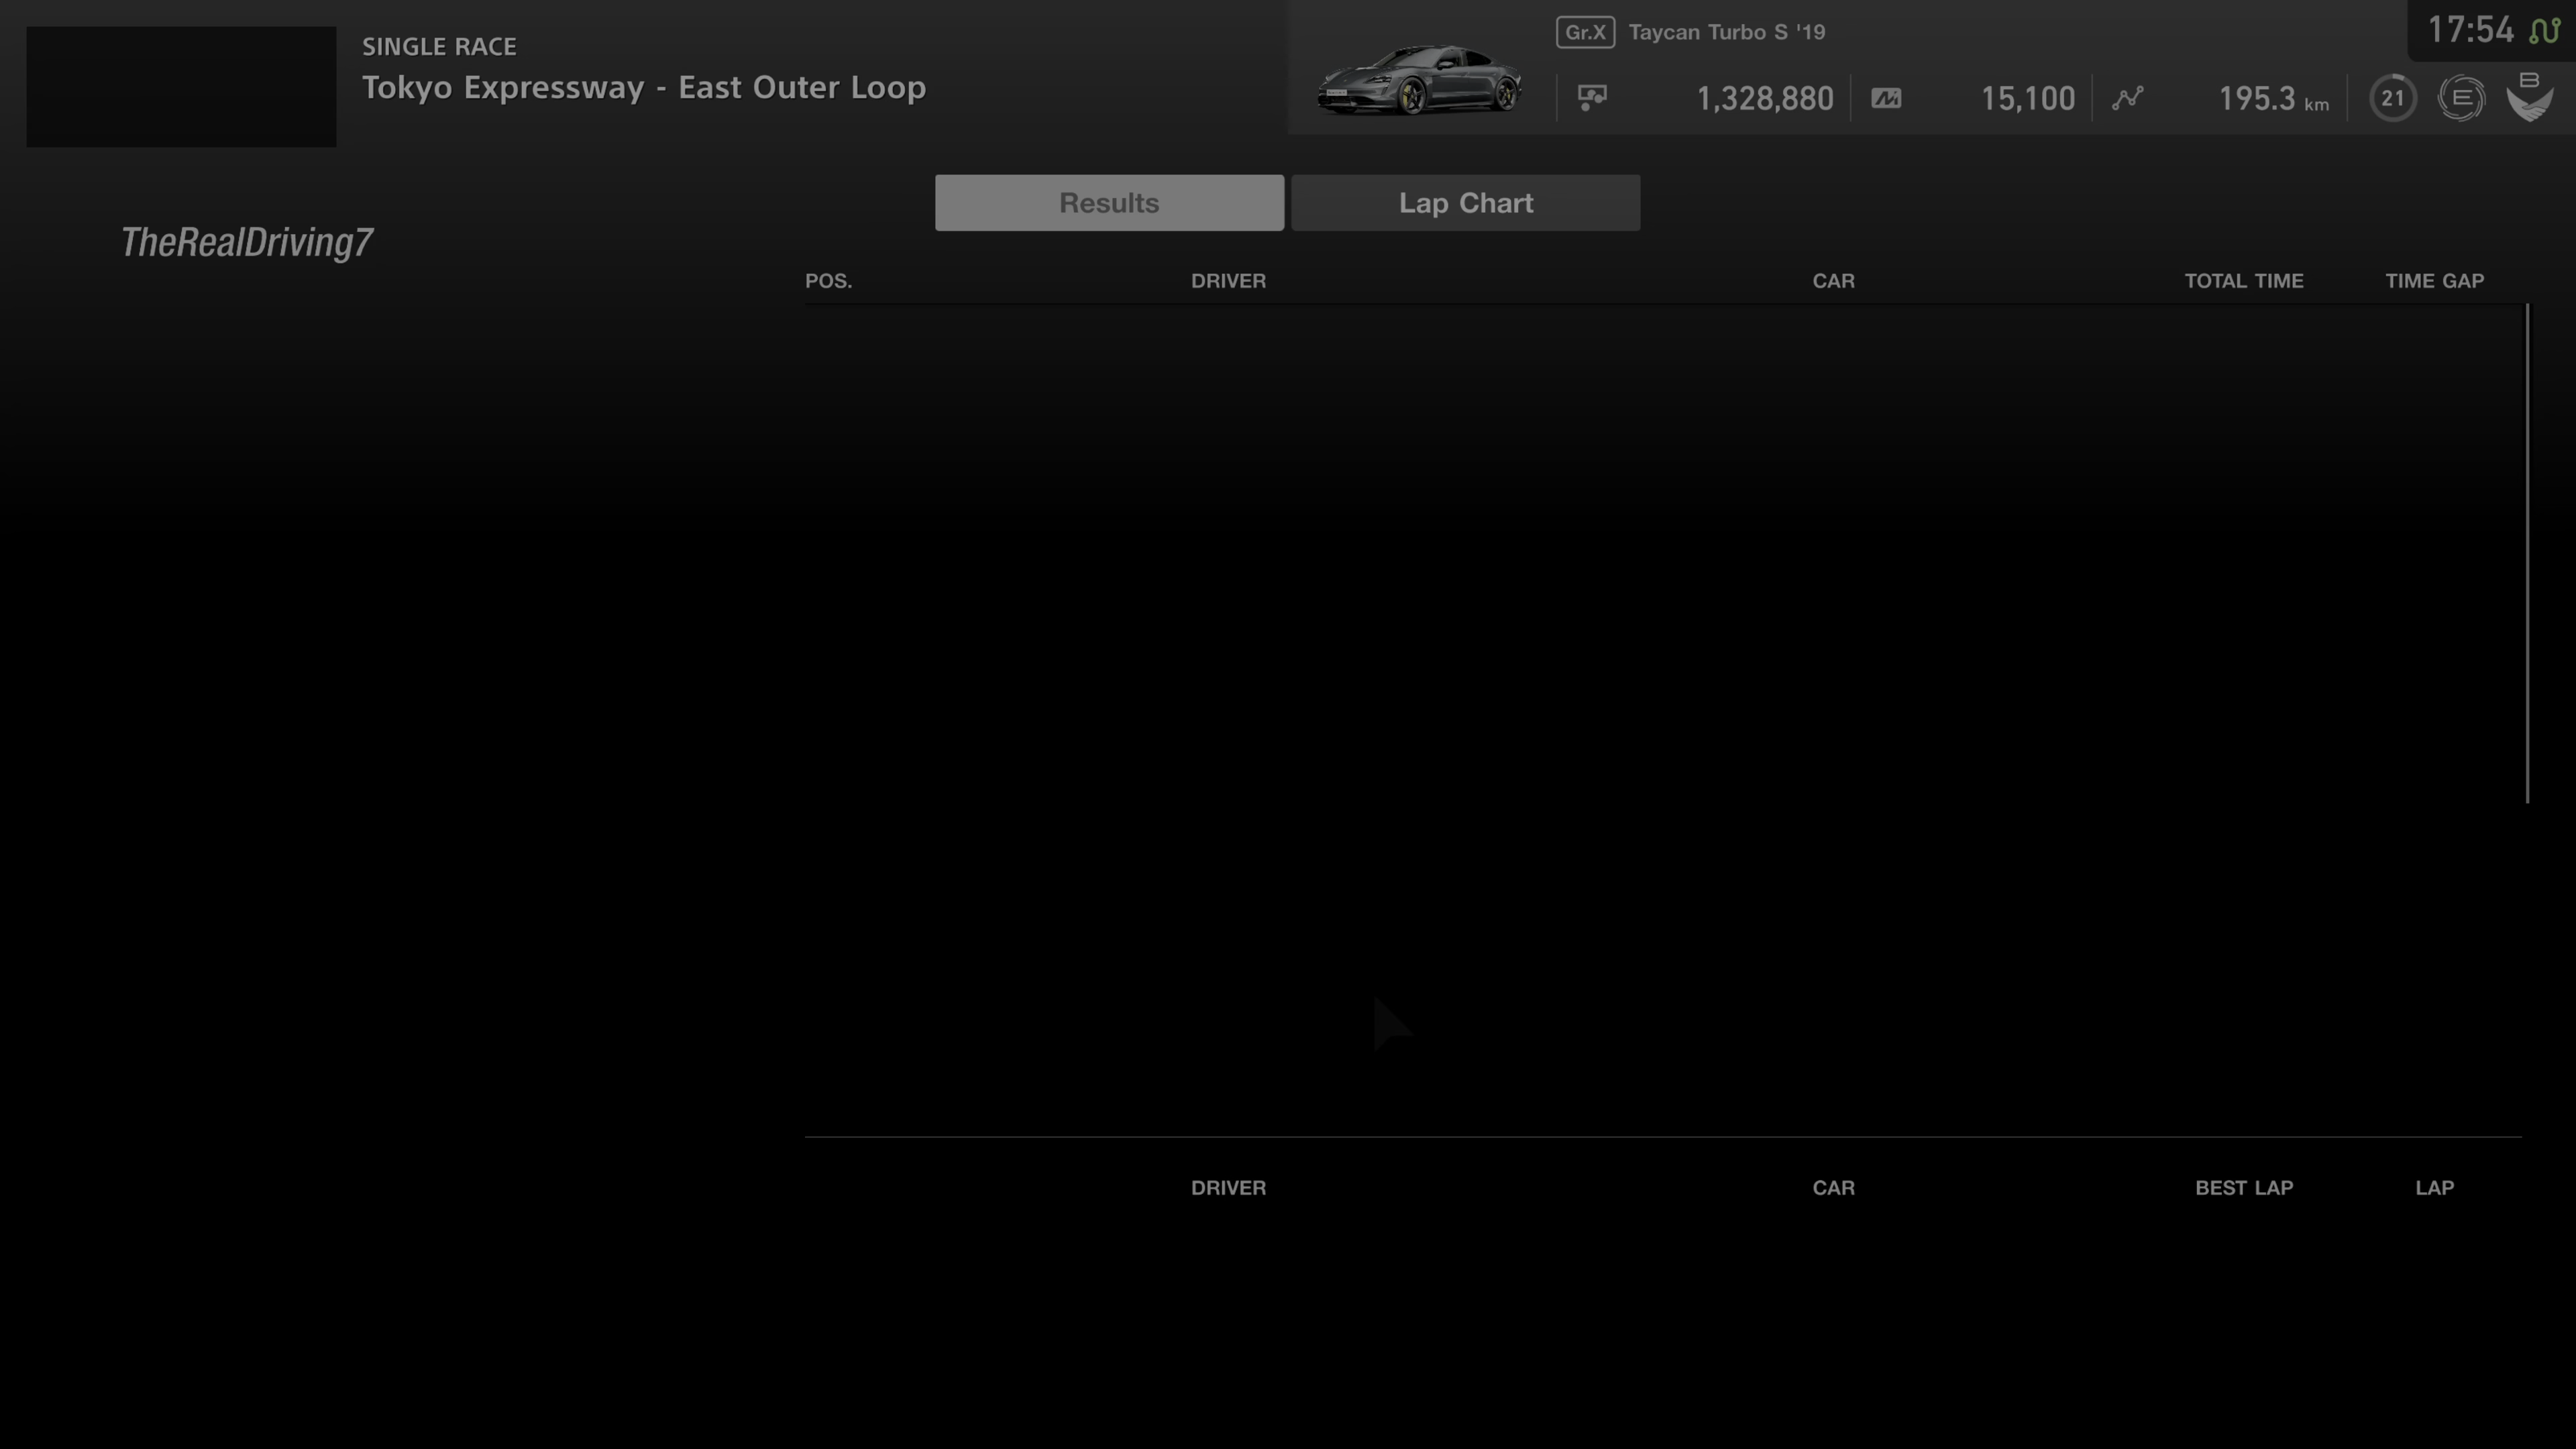 SINGLE RACE
Tokyo Expressway - East Outer Loop
Gr.X Taycan Turbo S '19
17:54
1,328,880
15,100
195.3 km
21
E
B
Results
Lap Chart
TheRealDriving7
POS. DRIVER CAR TOTAL TIME TIME GAP
DRIVER CAR BEST LAP LAP